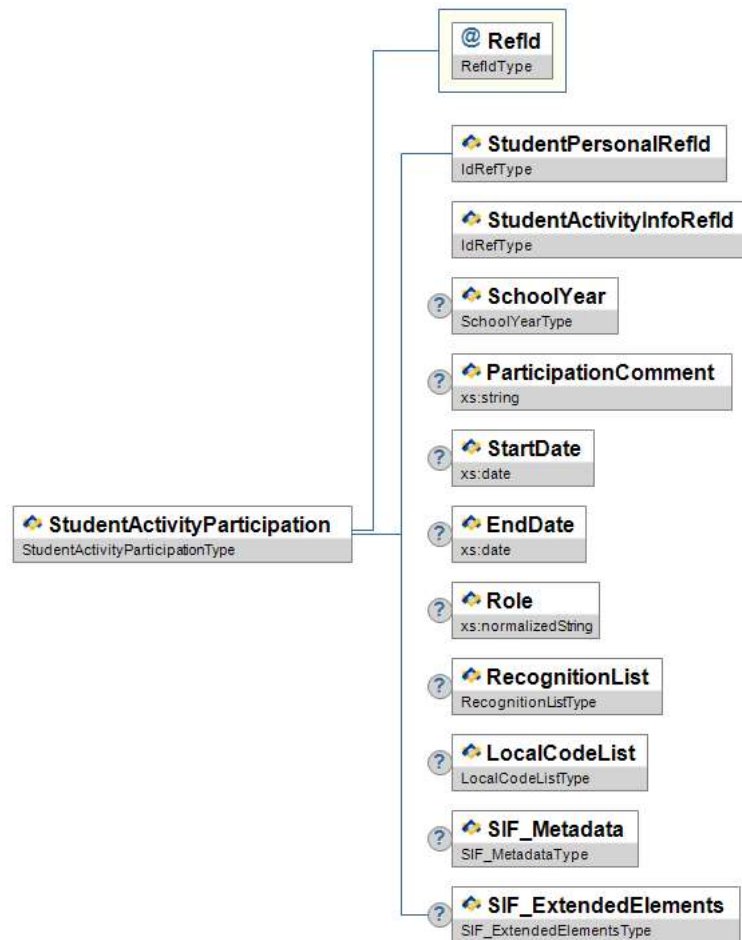 @ RefId
RefIdType
StudentPersonalRefId
IdRefType
StudentActivityInfoRefId
IdRefType
? SchoolYear
SchoolYearType
? ParticipationComment
xs:string
? StartDate
xs:date
StudentActivityParticipation
StudentActivityParticipationType
? EndDate
xs:date
? Role
xs:normalizedString
? RecognitionList
RecognitionListType
? LocalCodeList
LocalCodeListType
? SIF_Metadata
SIF_MetadataType
? SIF_ExtendedElements
SIF_ExtendedElementsType